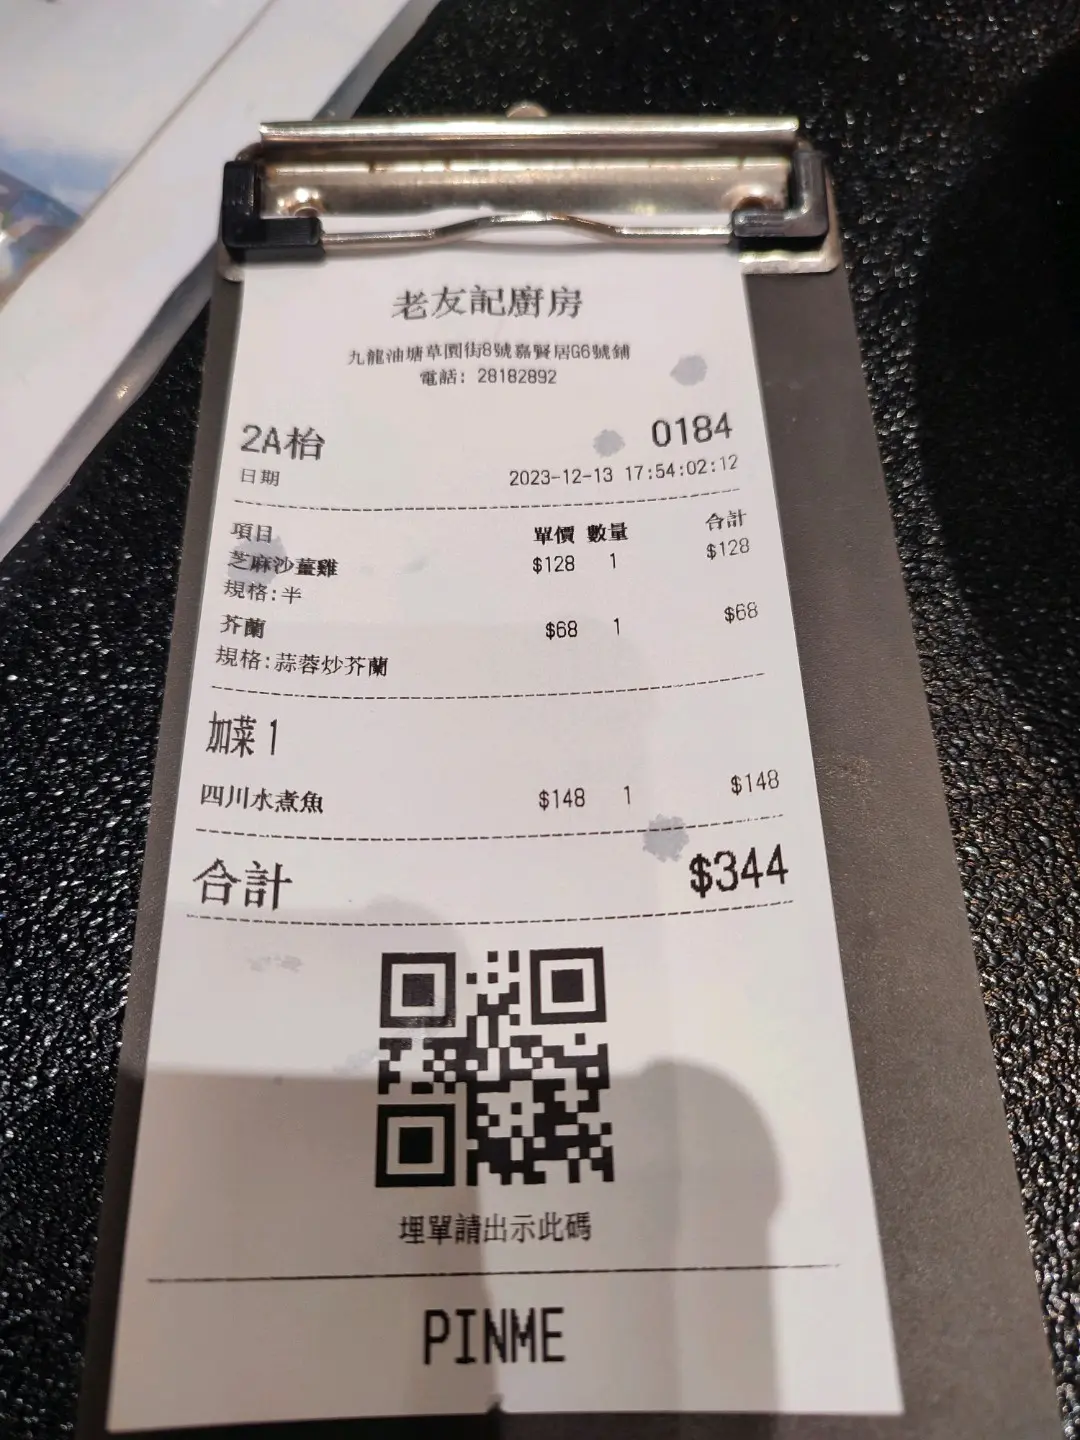 老友記廚房
九龍油塘草園街8號嘉賢居G6號鋪
電話: 28182892
2A枱 0184
日期 2023-12-13 17:54:02:12
項目 單價 數量 合計
芝麻沙薑雞 $128 1 $128
規格:半
芥蘭 $68 1 $68
規格:蒜蓉炒芥蘭
加菜 1
四川水煮魚 $148 1 $148
合計 $344
埋單請出示此碼
PINME